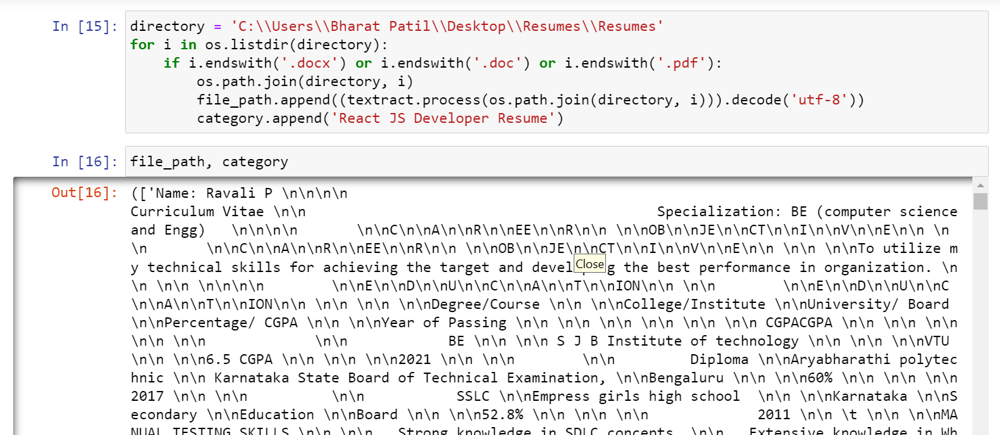 In [15]: directory = 'C:\\Users\\Bharat Patil\\Desktop\\Resumes\\Resumes'
for i in os.listdir(directory):
    if i.endswith('.docx') or i.endswith('.doc') or i.endswith('.pdf'):
        os.path.join(directory, i)
        file_path.append((textract.process(os.path.join(directory, i))).decode('utf-8'))
        category.append('React JS Developer Resume')
In [16]: file_path, category
Out[16]: (['Name: Ravali P \n\n\n\n
Curriculum Vitae \n\n                                          Specialization: BE (computer science
and Engg)   \n\n\n\n       \n\nC\n\nA\n\nR\n\nEE\n\nR\n\n \n\nOB\n\nJE\n\nCT\n\nI\n\nV\n\nE\n\n \n
\n       \n\nC\n\nA\n\nR\n\nEE\n\nR\n\n \n\nOB\n\nJE\n\nCT\n\nI\n\nV\n\nE\n\n \n\n \n\nTo utilize m
y technical skills for achieving the target and devel g the best performance in organization. \n
Close
\n \n\n \n\n\n\n        \n\nE\n\nD\n\nU\n\nC\n\nA\n\nT\n\nION\n\n \n\n        \n\nE\n\nD\n\nU\n\nC
\n\nA\n\nT\n\nION\n\n \n\n \n\n \n\nDegree/Course \n\n \n\nCollege/Institute \n\nUniversity/ Board
\n\nPercentage/ CGPA \n\n \n\nYear of Passing \n\n \n\n \n\n \n\n \n\n \n\n CGPACGPA \n\n \n\n \n\n
\n\n \n\n             \n\n            BE \n\n \n\n S J B Institute of technology \n\n \n\n \n\nVTU
\n\n \n\n6.5 CGPA \n\n \n\n \n\n2021 \n\n \n\n        \n\n         Diploma \n\nAryabharathi polytec
hnic \n\n Karnataka State Board of Technical Examination, \n\nBengaluru \n\n \n\n60% \n\n \n\n \n\n
2017 \n\n \n\n          \n\n           SSLC \n\nEmpress girls high school  \n\n \n\nKarnataka \n\nS
econdary \n\nEducation \n\nBoard \n\n \n\n52.8% \n\n \n\n \n\n             2011 \n\n \t \n\n \n\nMA
NUAL TESTING SKILLS \n\n \n\n   Strong knowledge in SDLC concepts  \n\n   Extensive knowledge in Wh